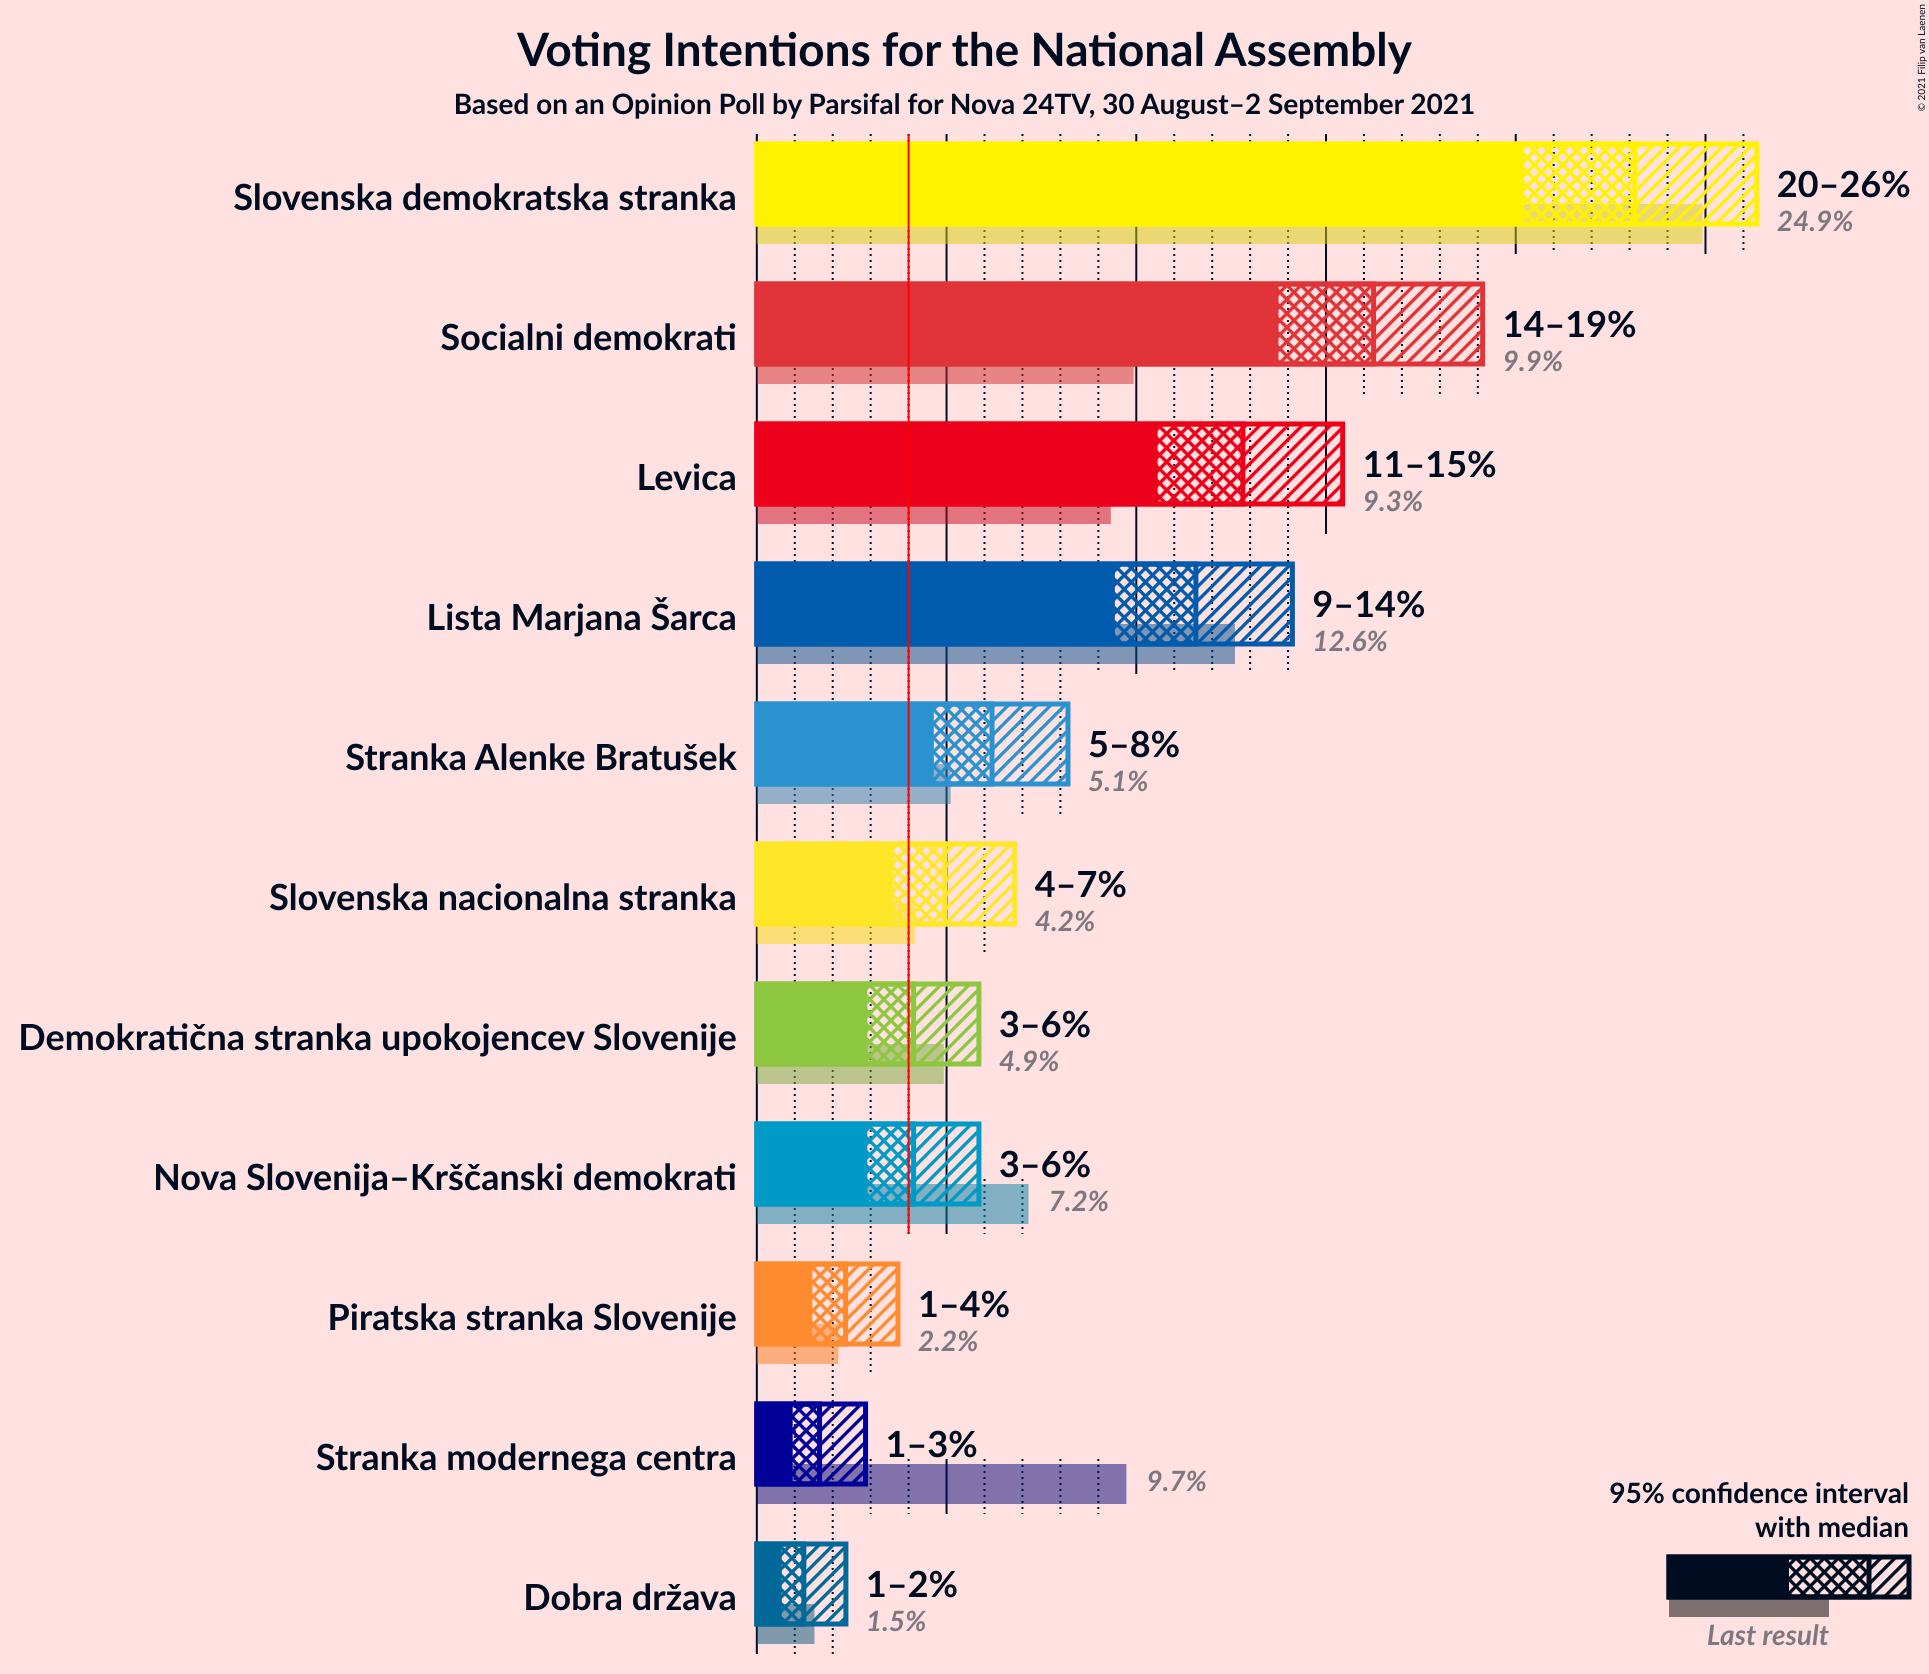 Voting Intentions for the National Assembly
Based on an Opinion Poll by Parsifal for Nova 24TV, 30 August–2 September 2021
© 2021 Filip van Laenen
Slovenska demokratska stranka
20–26%
24.9%
Socialni demokrati
14–19%
9.9%
Levica
11–15%
9.3%
Lista Marjana Šarca
9–14%
12.6%
Stranka Alenke Bratušek
5–8%
5.1%
Slovenska nacionalna stranka
4–7%
4.2%
Demokratična stranka upokojencev Slovenije
3–6%
4.9%
Nova Slovenija–Krščanski demokrati
3–6%
7.2%
Piratska stranka Slovenije
1–4%
2.2%
Stranka modernega centra
1–3%
9.7%
Dobra država
1–2%
1.5%
95% confidence interval
with median
Last result